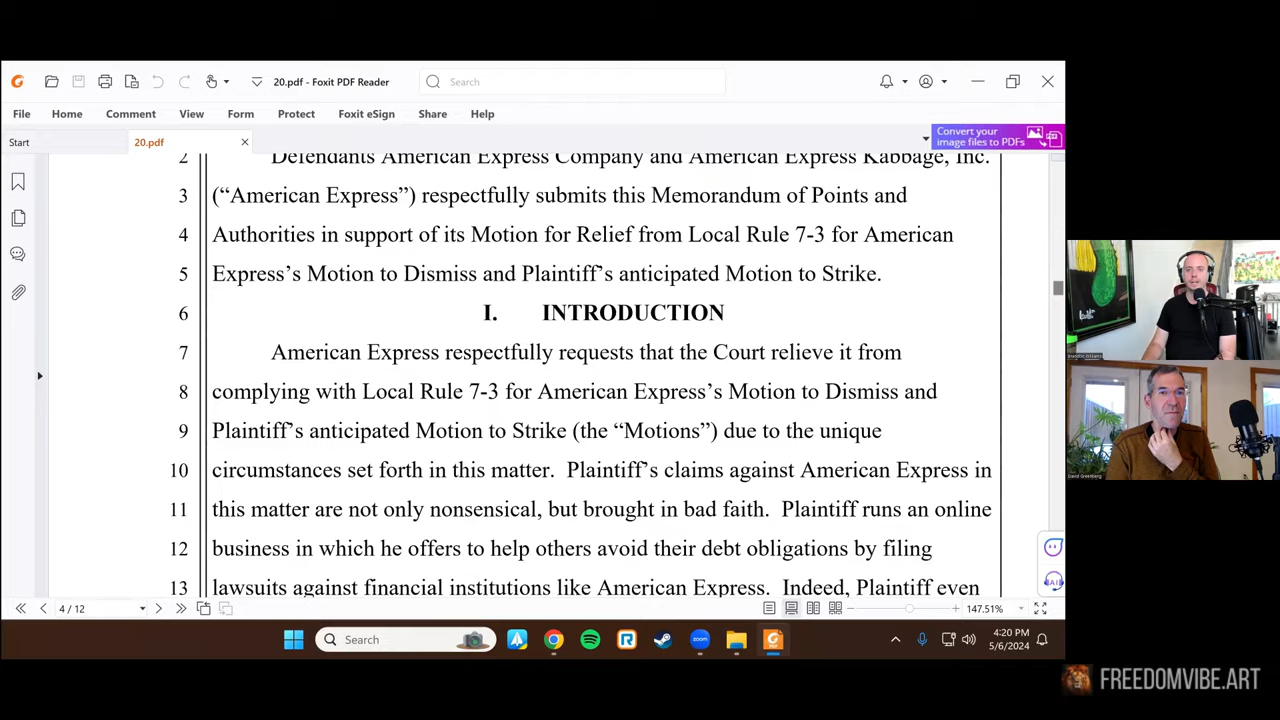 20.pdf - Foxit PDF Reader
Search
File Home Comment View Form Protect Foxit eSign Share Help
Start
20.pdf
Convert your
image files to PDFs
2 Defendants American Express Company and American Express Kabbage, Inc.
3 (“American Express”) respectfully submits this Memorandum of Points and
4 Authorities in support of its Motion for Relief from Local Rule 7-3 for American
5 Express’s Motion to Dismiss and Plaintiff’s anticipated Motion to Strike.
6 I. INTRODUCTION
7 American Express respectfully requests that the Court relieve it from
8 complying with Local Rule 7-3 for American Express’s Motion to Dismiss and
9 Plaintiff’s anticipated Motion to Strike (the “Motions”) due to the unique
10 circumstances set forth in this matter. Plaintiff’s claims against American Express in
11 this matter are not only nonsensical, but brought in bad faith. Plaintiff runs an online
12 business in which he offers to help others avoid their debt obligations by filing
13 lawsuits against financial institutions like American Express. Indeed, Plaintiff even
4 / 12
147.51%
Search
zoom
4:20 PM
5/6/2024
David Greenberg
FREEDOMVIBE.ART